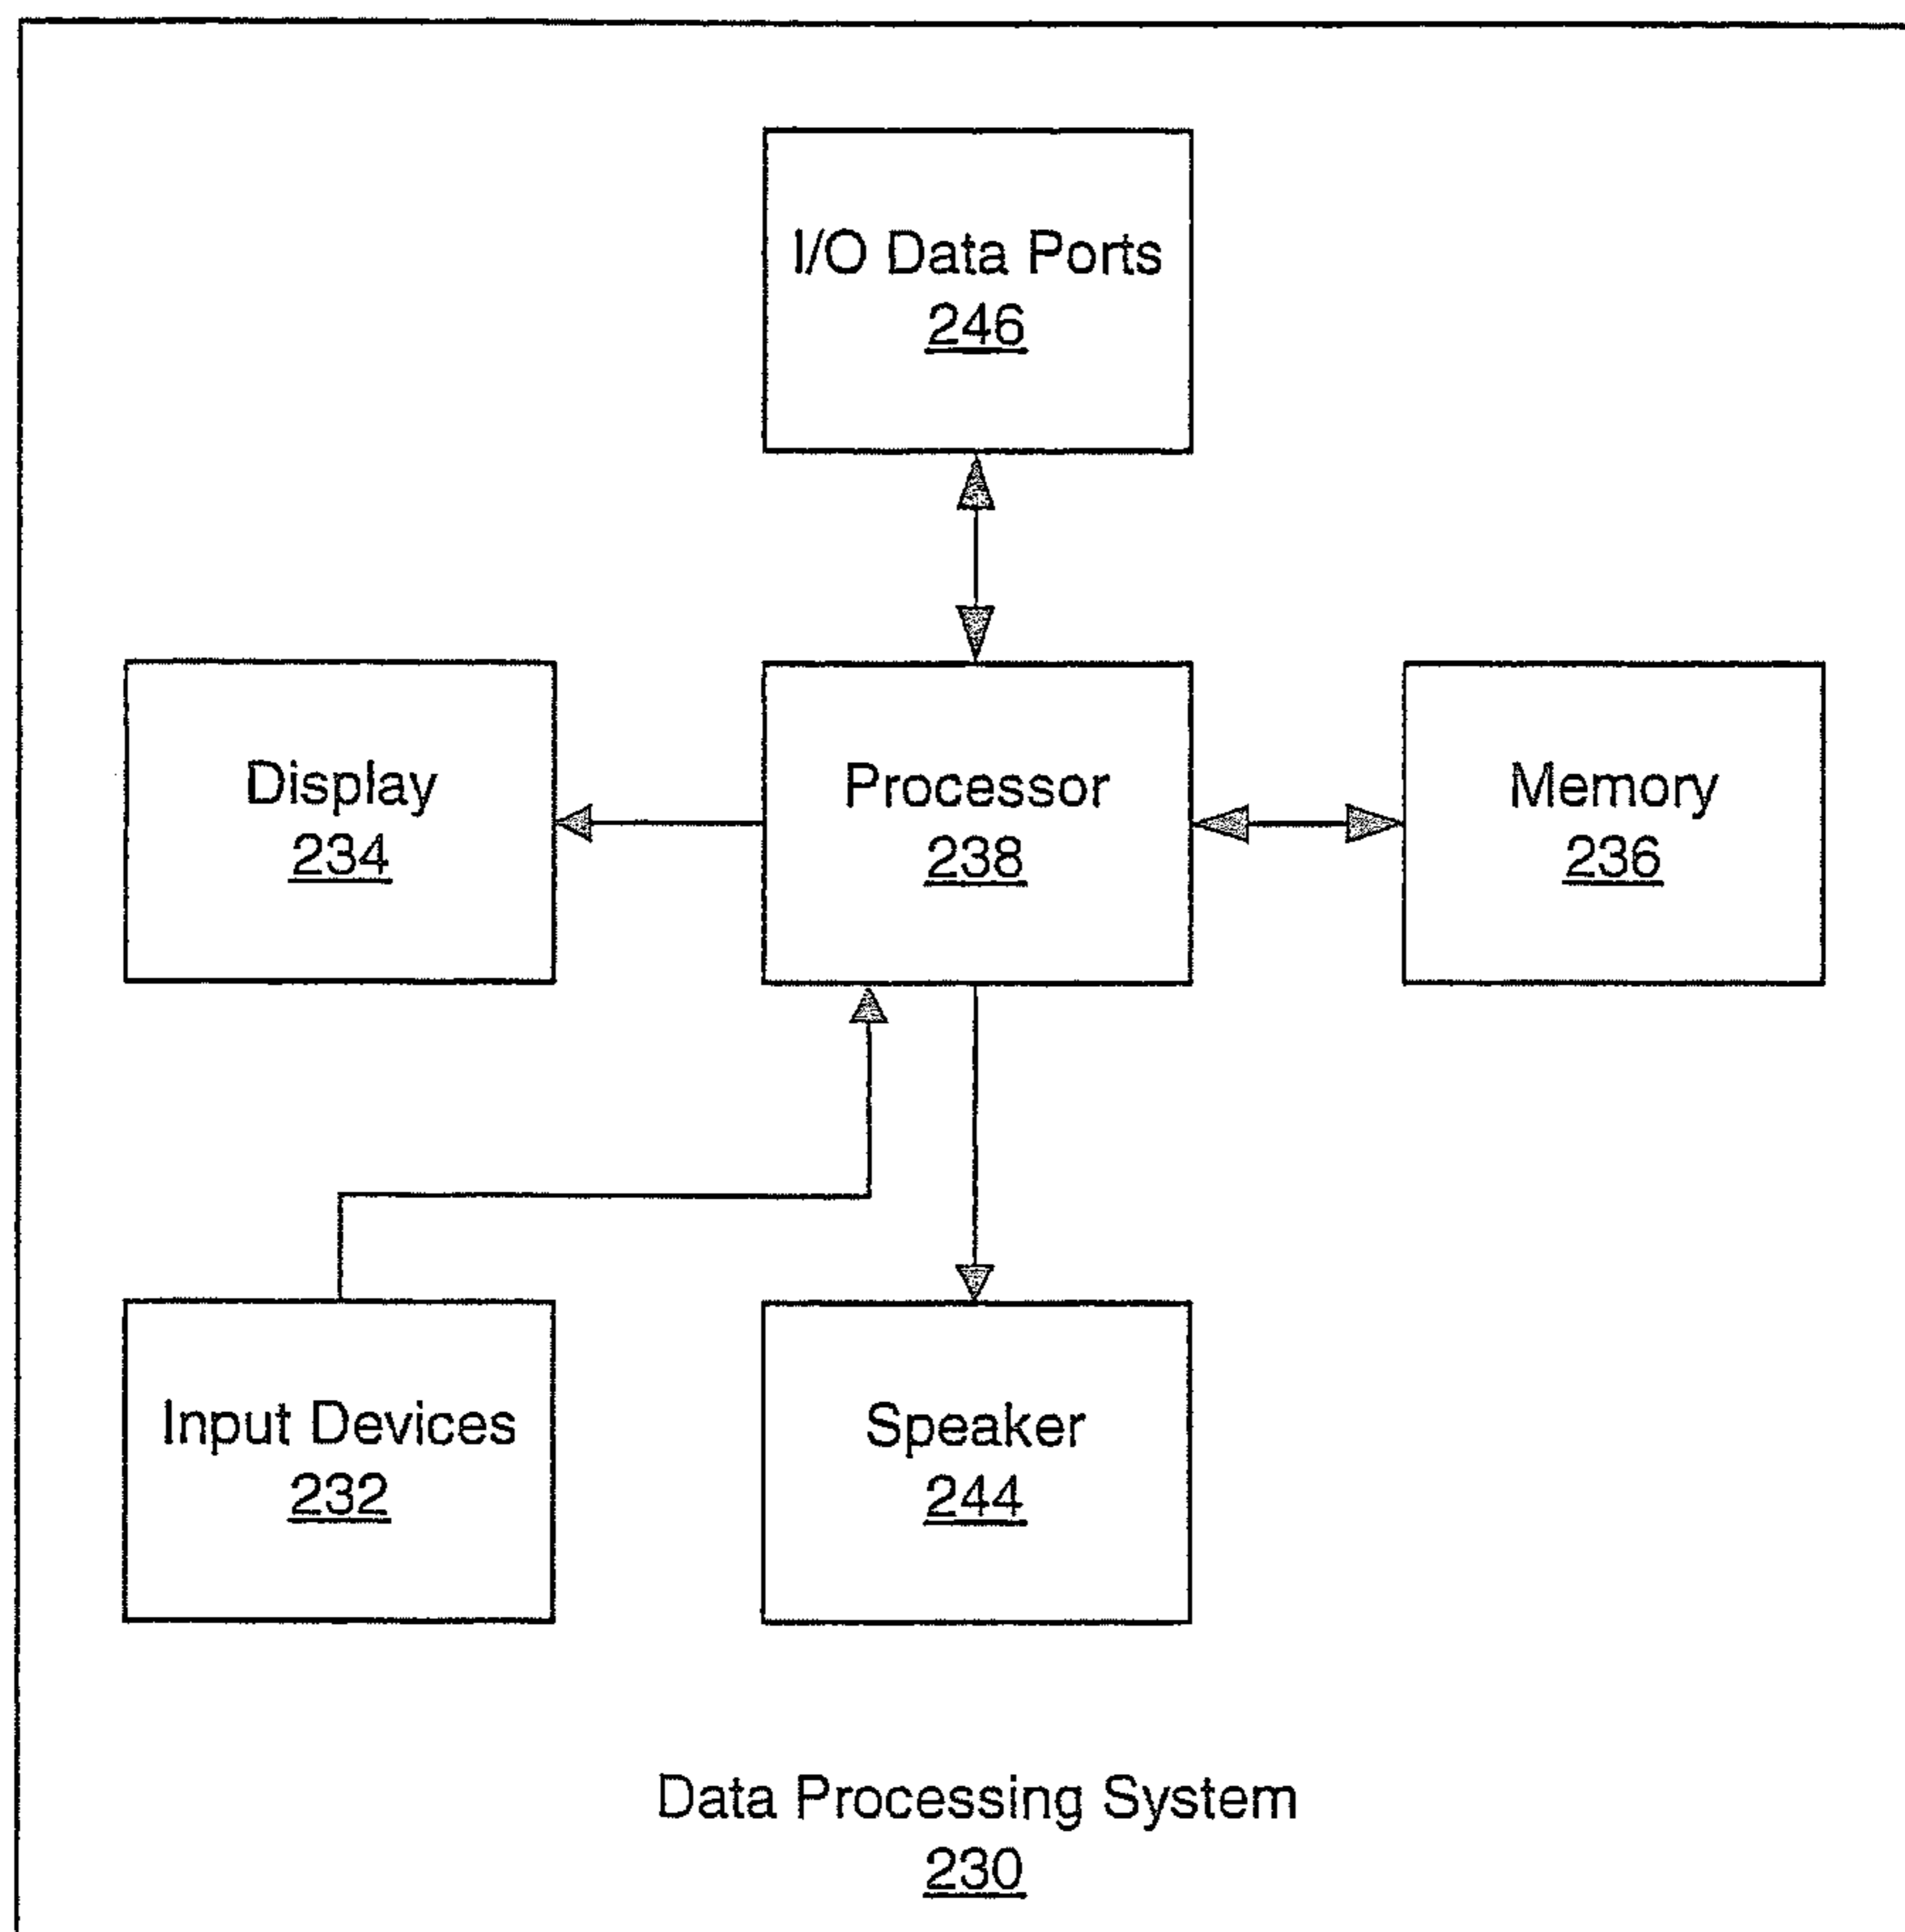 I/O Data Ports
246
Display
234
Processor
238
Memory
236
Input Devices
232
Speaker
244
Data Processing System
230